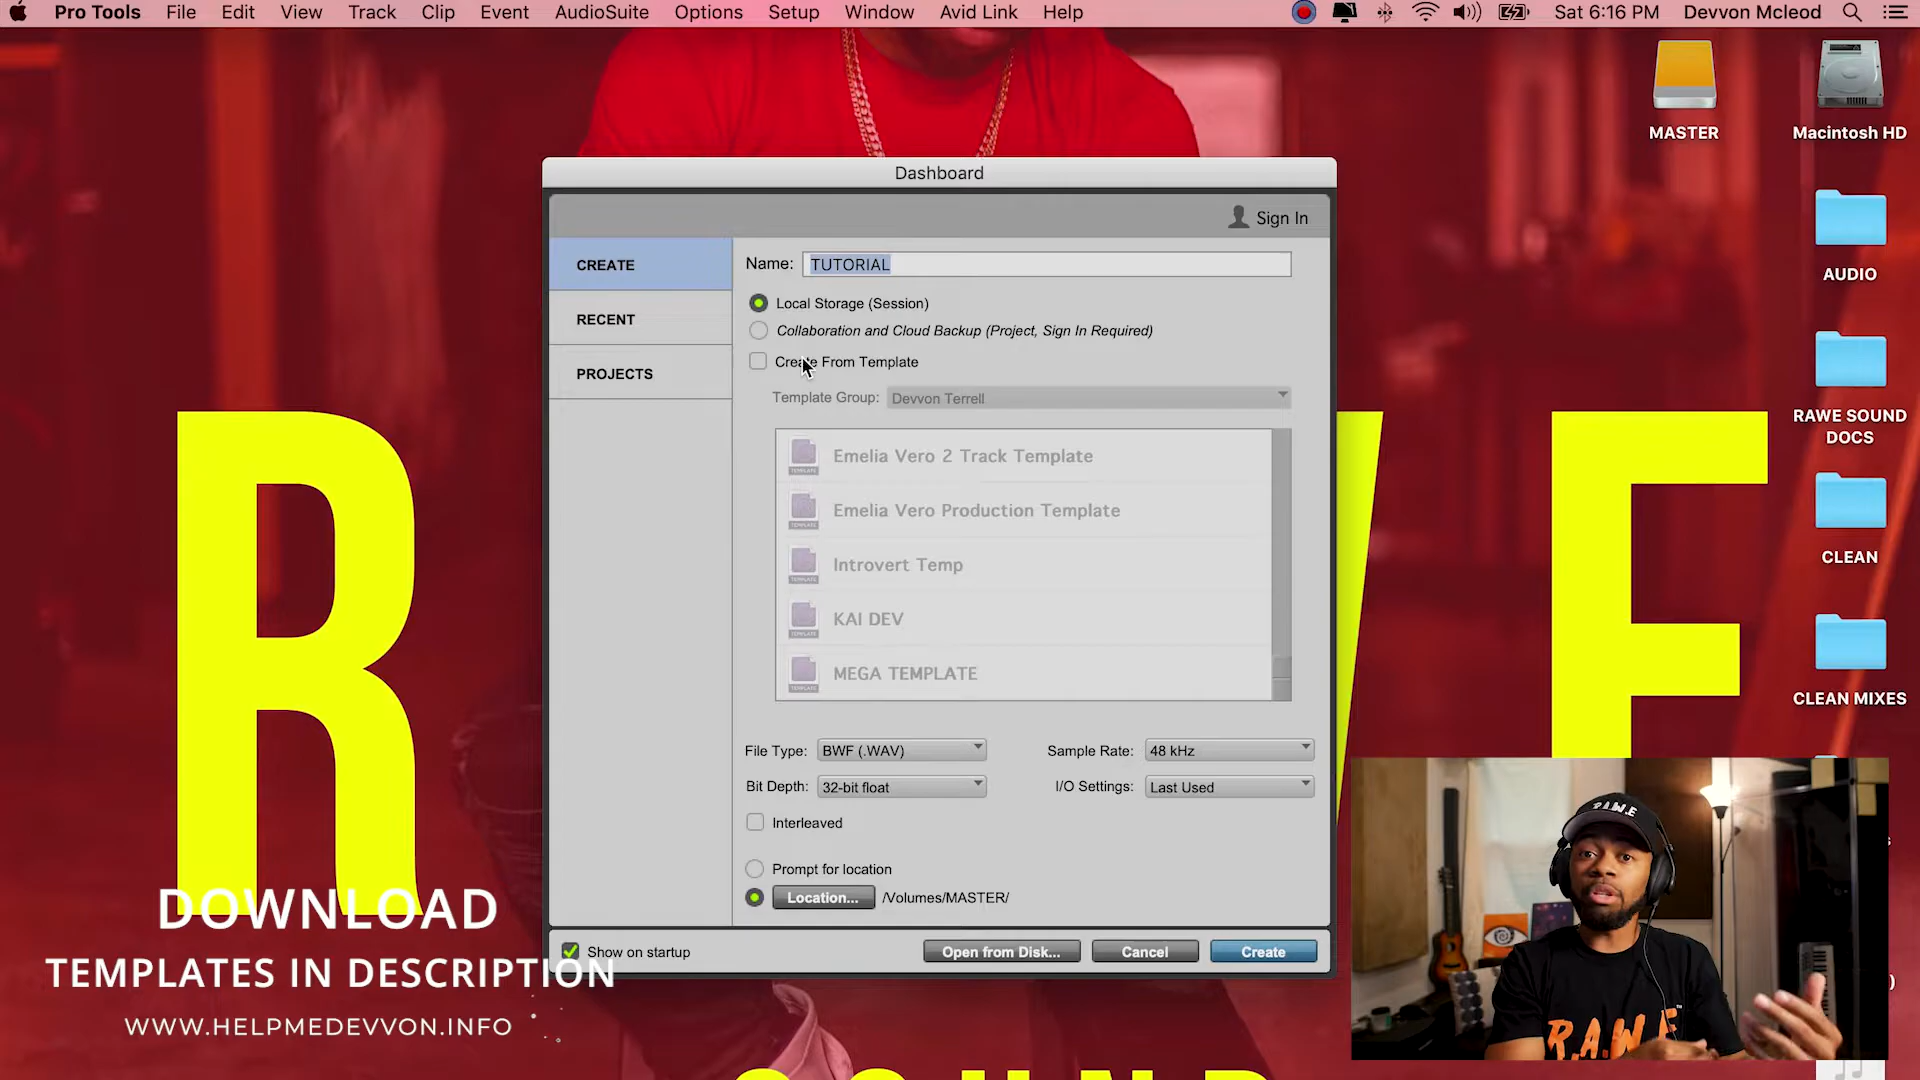 Pro Tools File Edit View Track Clip Event AudioSuite Options Setup Window Avid Link Help Sat 6:16 PM Devvon Mcleod
MASTER
Macintosh HD
AUDIO
RAWE SOUND
DOCS
CLEAN
CLEAN MIXES
Dashboard
Sign In
CREATE
RECENT
PROJECTS
Name: TUTORIAL
Local Storage (Session)
Collaboration and Cloud Backup (Project, Sign In Required)
Create From Template
Template Group: Devvon Terrell
TEMPLATE Emelia Vero 2 Track Template
TEMPLATE Emelia Vero Production Template
TEMPLATE Introvert Temp
TEMPLATE KAI DEV
TEMPLATE MEGA TEMPLATE
File Type: BWF (.WAV) Sample Rate: 48 kHz
Bit Depth: 32-bit float I/O Settings: Last Used
Interleaved
Prompt for location
Location... /Volumes/MASTER/
Show on startup Open from Disk... Cancel Create
R E
DOWNLOAD
TEMPLATES IN DESCRIPTION
WWW.HELPMEDEVVON.INFO
R.A.W.E
R.A.W.E